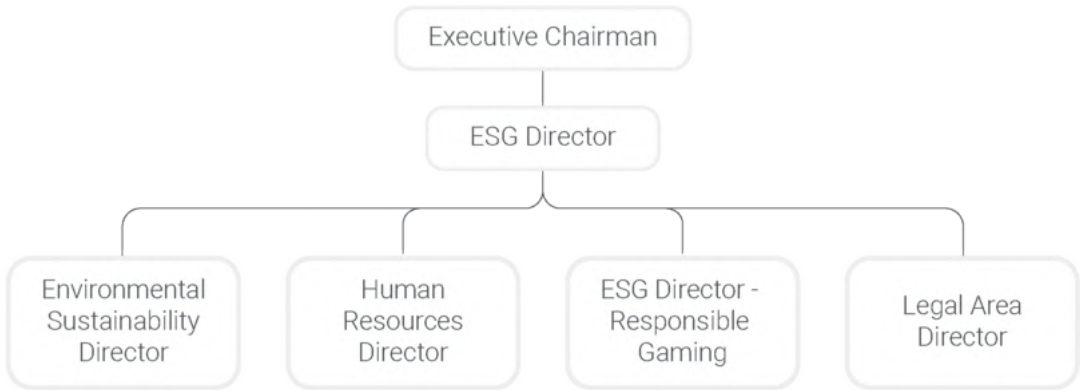 Executive Chairman
ESG Director
Environmental
Sustainability
Director
Human
Resources
Director
ESG Director -
Responsible
Gaming
Legal Area
Director